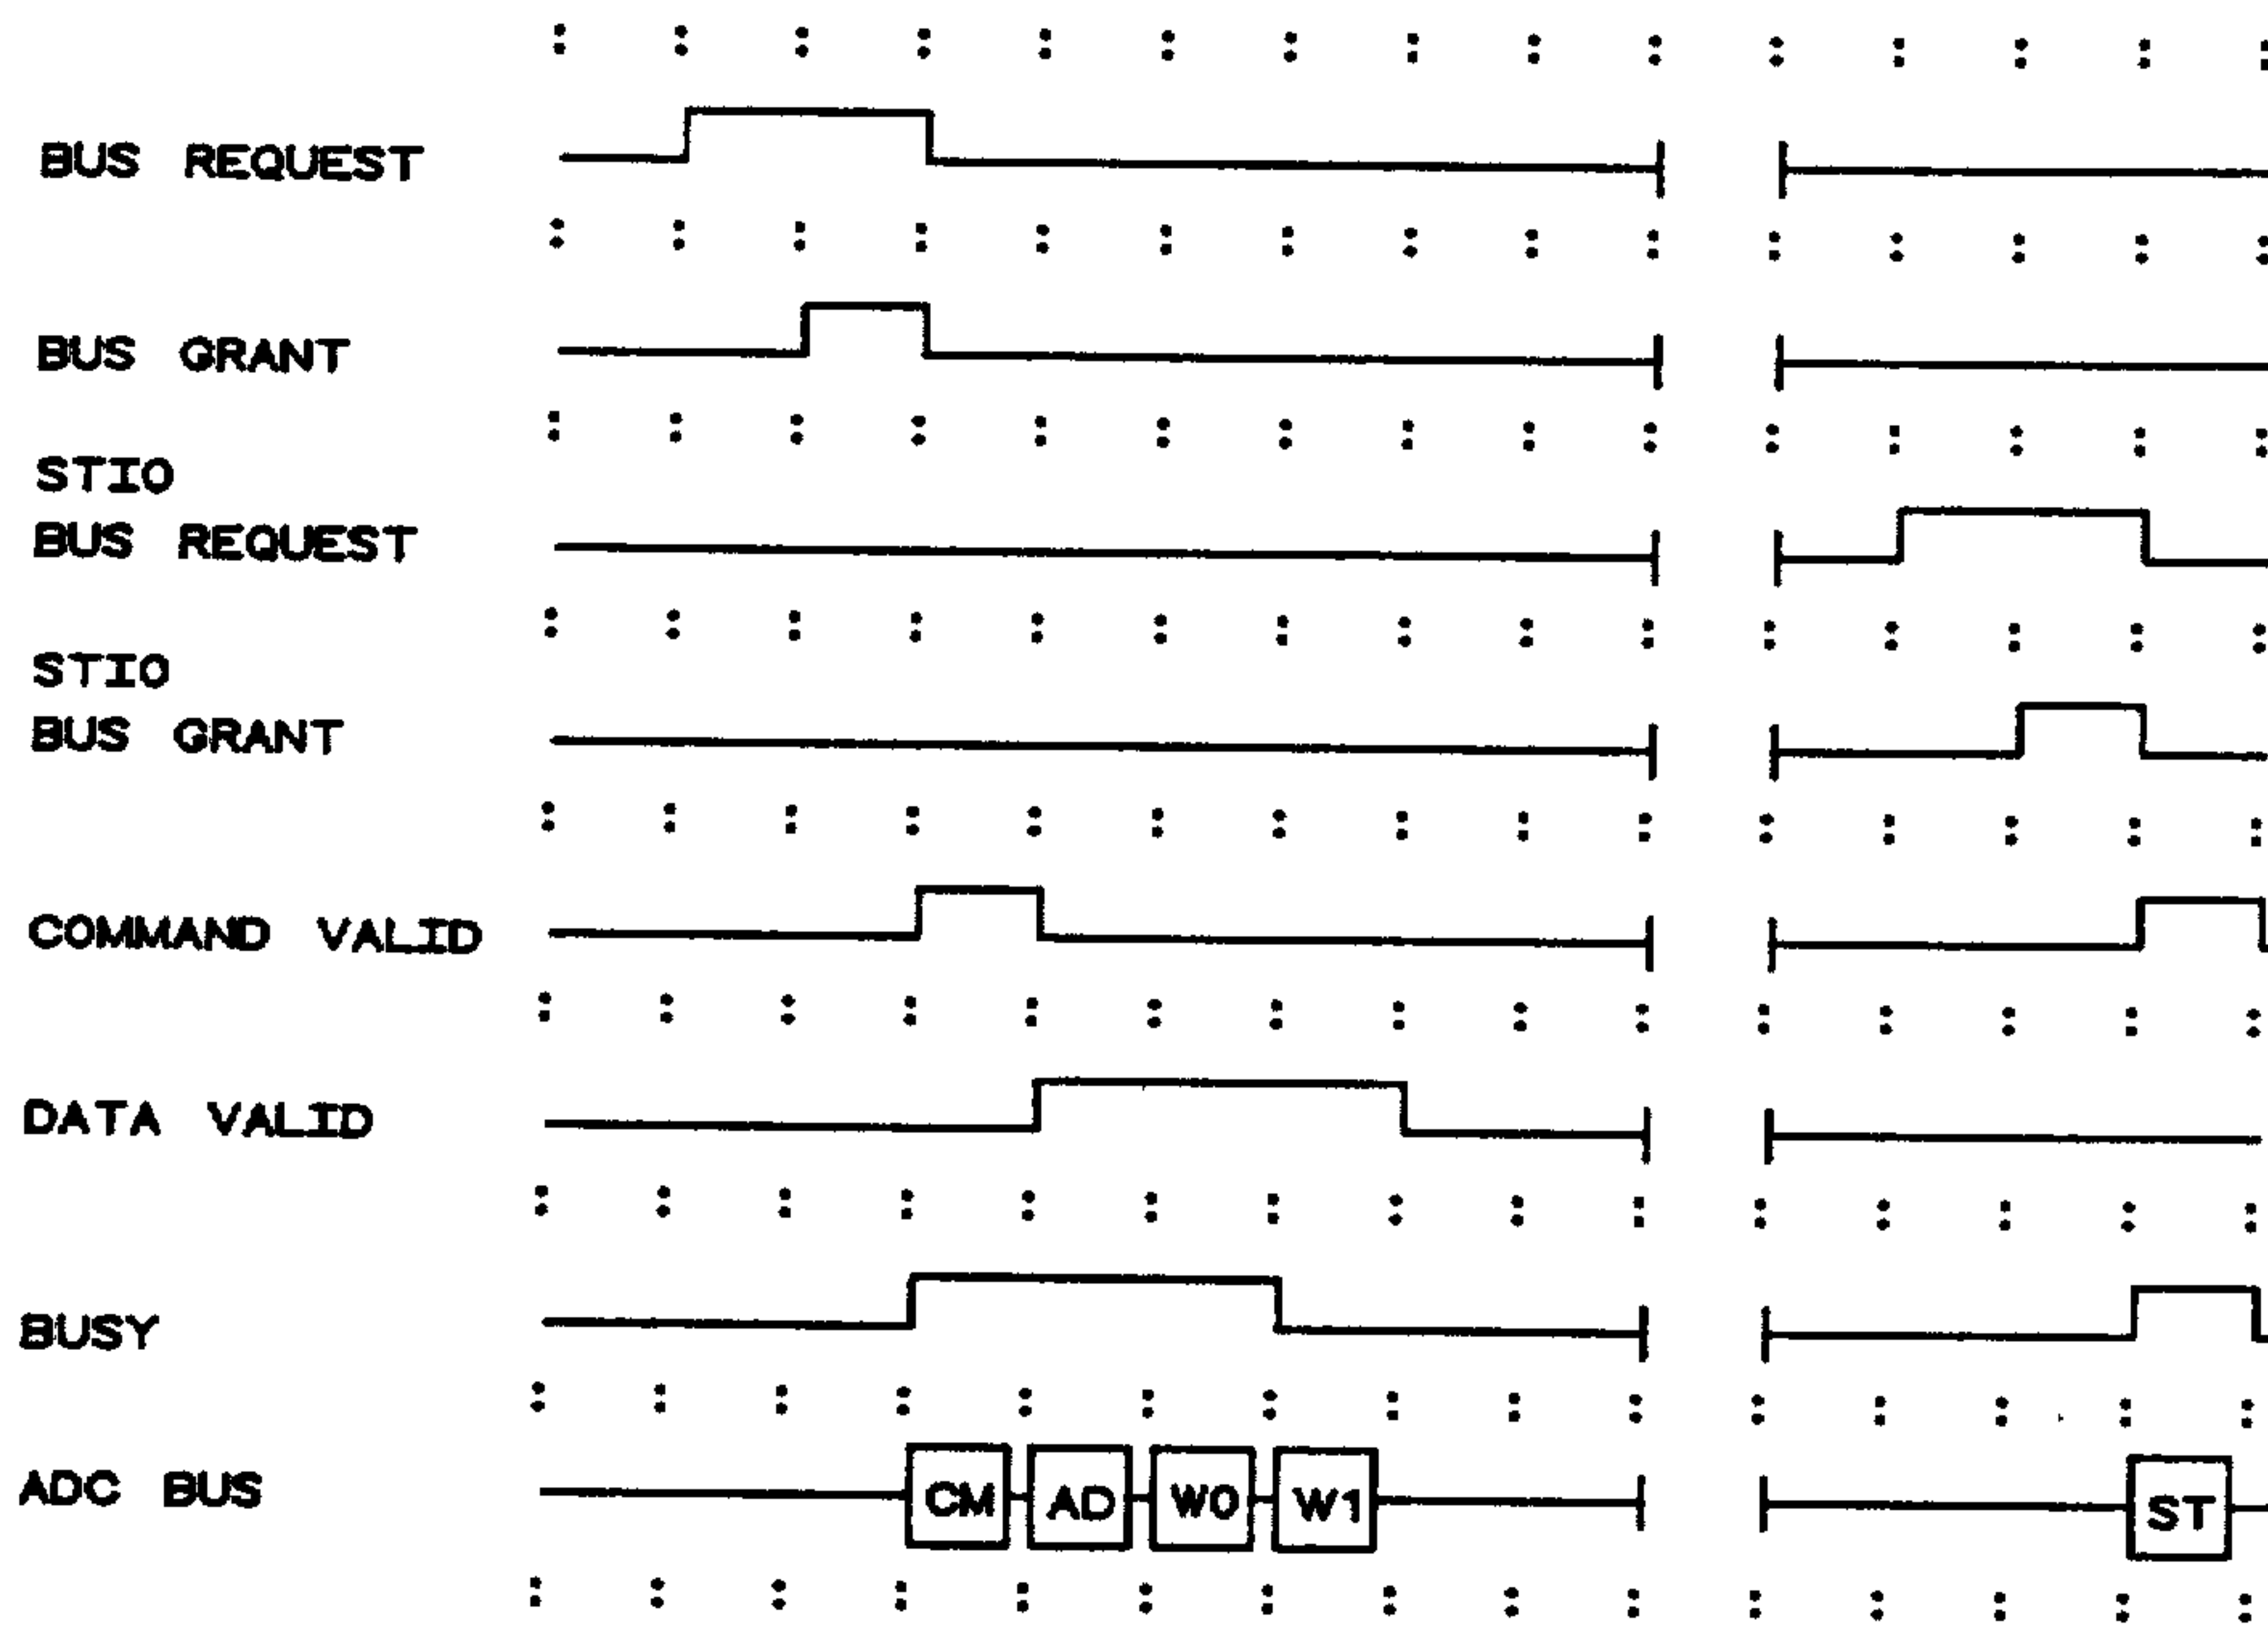 BUS REQUEST
BUS GRANT
STIO
BUS REQUEST
STIO
BUS GRANT
COMMAND VALID
DATA VALID
BUSY
ADC BUS CM AD W0 W1 ST